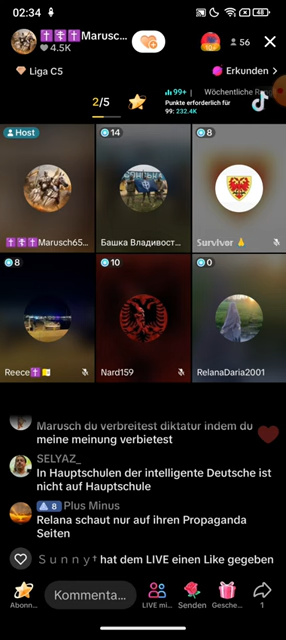 02:34
48
✝️☦️✝️Marusc...
4.5K
56
Liga C5
Erkunden >
2/5
99+
Wöchentliche
Punkte erforderlich für
99: 232.4K
Host
14
8
✝️☦️✝️Marusch65...
Башка Владивост...
Survivor 🙏
8
10
0
Reece✝️🇻🇦
Nard159
RelanaDaria2001
Marusch du verbreitest diktatur indem du
meine meinung verbietest
SELYAZ_
In Hauptschulen der intelligente Deutsche ist
nicht auf Hauptschule
8 Plus Minus
Relana schaut nur auf ihren Propaganda
Seiten
S u n n y ✝ hat dem LIVE einen Like gegeben
Kommenta...
Abonn...
LIVE mi...
Senden
Gesche...
1